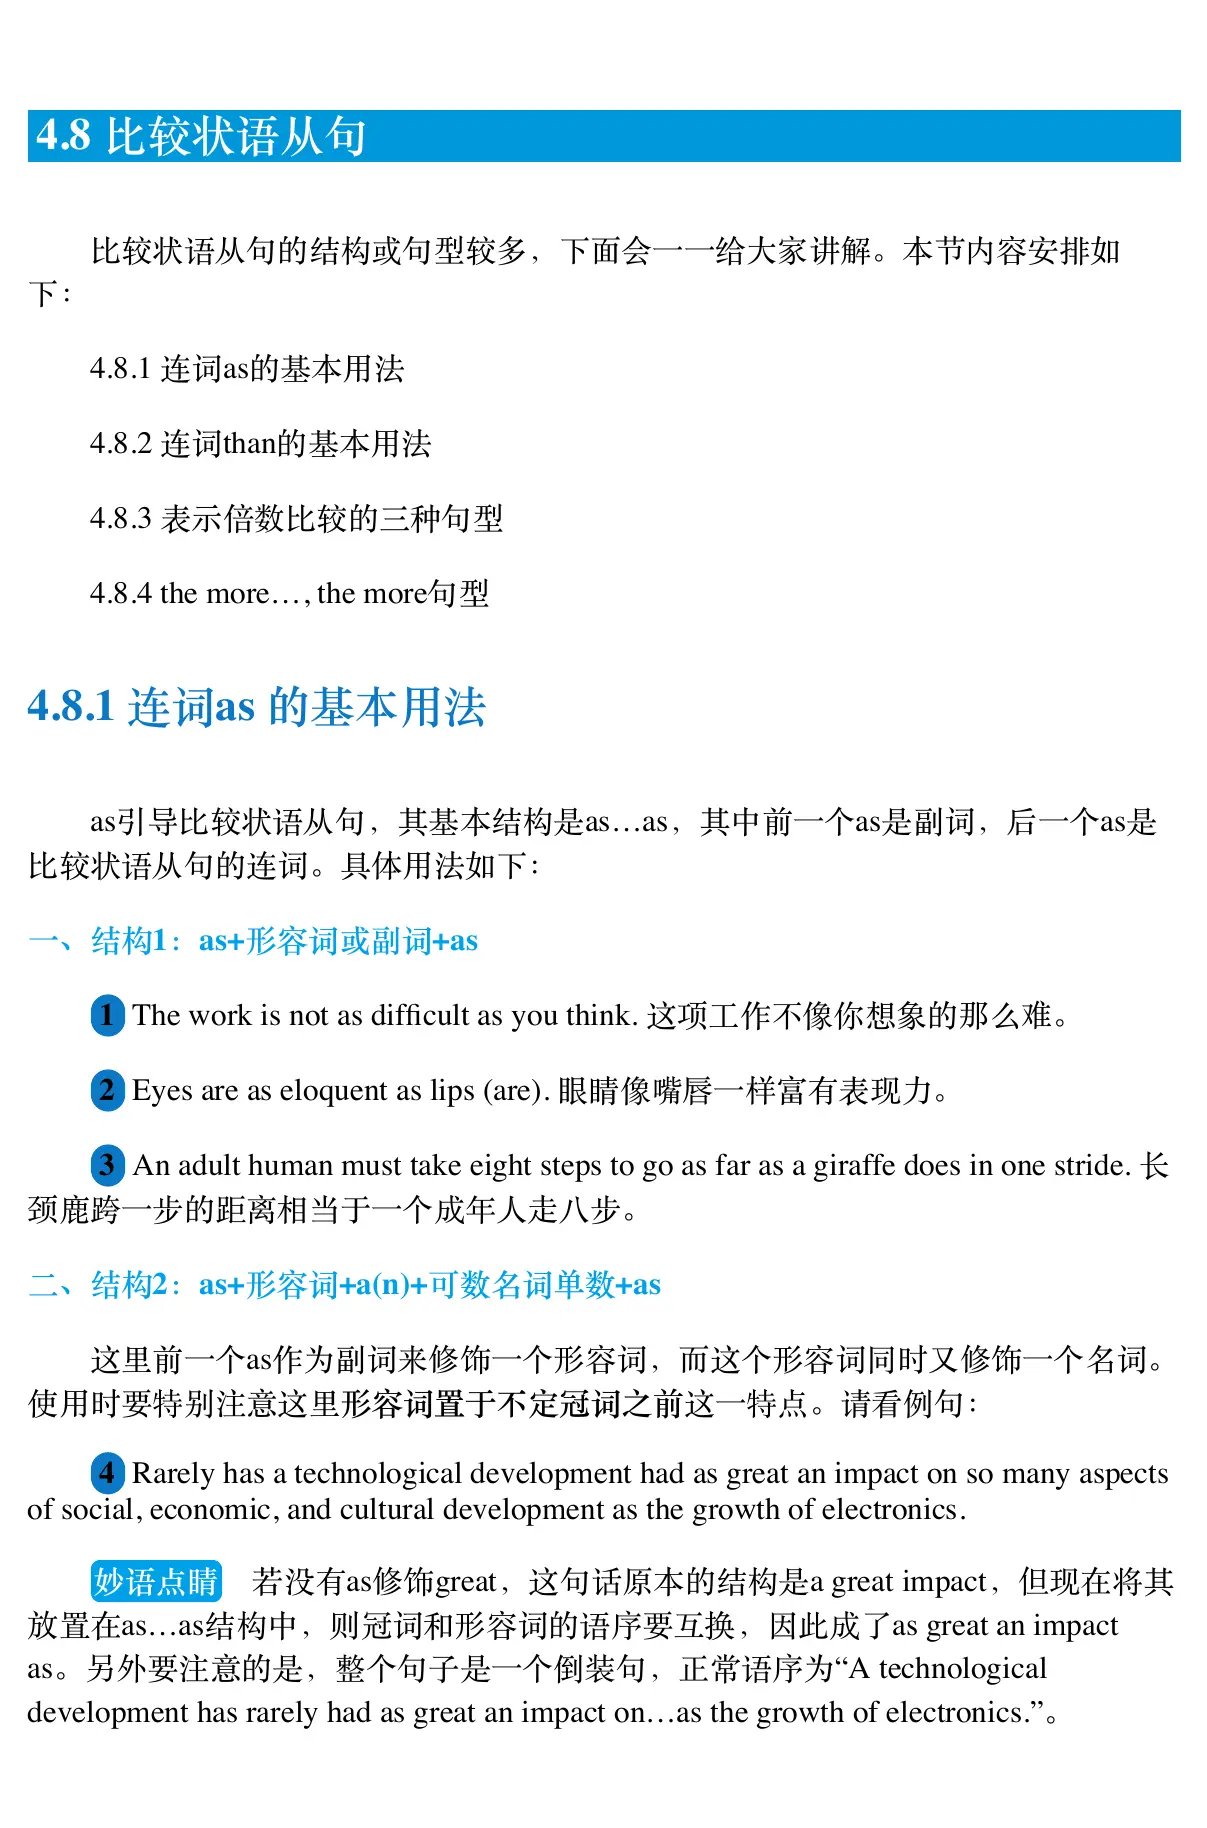 4.8 比较状语从句
比较状语从句的结构或句型较多，下面会一一给大家讲解。本节内容安排如
下：
4.8.1 连词as的基本用法
4.8.2 连词than的基本用法
4.8.3 表示倍数比较的三种句型
4.8.4 the more…, the more句型
4.8.1 连词as 的基本用法
as引导比较状语从句，其基本结构是as…as，其中前一个as是副词，后一个as是
比较状语从句的连词。具体用法如下：
一、结构1：as+形容词或副词+as
1 The work is not as difficult as you think. 这项工作不像你想象的那么难。
2 Eyes are as eloquent as lips (are). 眼睛像嘴唇一样富有表现力。
3 An adult human must take eight steps to go as far as a giraffe does in one stride. 长
颈鹿跨一步的距离相当于一个成年人走八步。
二、结构2：as+形容词+a(n)+可数名词单数+as
这里前一个as作为副词来修饰一个形容词，而这个形容词同时又修饰一个名词。
使用时要特别注意这里形容词置于不定冠词之前这一特点。请看例句：
4 Rarely has a technological development had as great an impact on so many aspects
of social, economic, and cultural development as the growth of electronics.
妙语点睛 若没有as修饰great，这句话原本的结构是a great impact，但现在将其
放置在as…as结构中，则冠词和形容词的语序要互换，因此成了as great an impact
as。另外要注意的是，整个句子是一个倒装句，正常语序为“A technological
development has rarely had as great an impact on…as the growth of electronics.”。